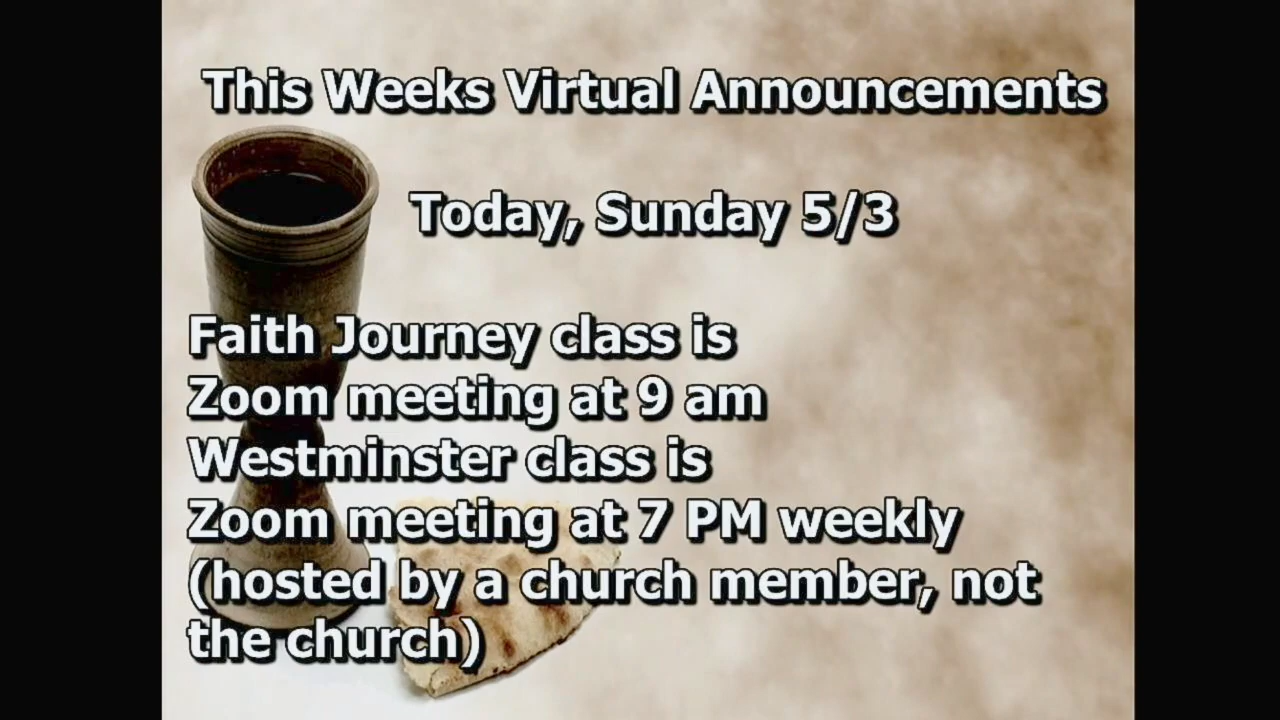 This Weeks Virtual Announcements
Today, Sunday 5/3
Faith Journey class is
Zoom meeting at 9 am
Westminster class is
Zoom meeting at 7 PM weekly
(hosted by a church member, not
the church)